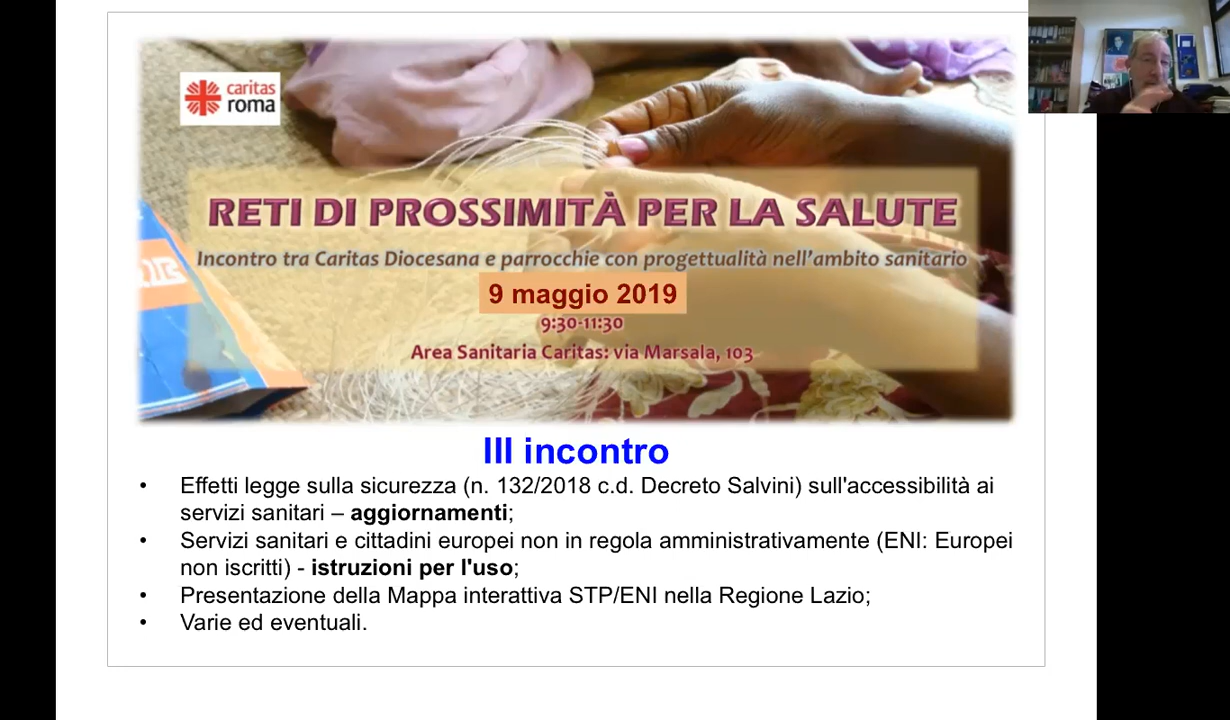 caritas
roma
RETI DI PROSSIMITÀ PER LA SALUTE
Incontro tra Caritas Diocesana e parrocchie con progettualità nell'ambito sanitario
9 maggio 2019
9:30-11:30
Area Sanitaria Caritas: via Marsala, 103
III incontro
• Effetti legge sulla sicurezza (n. 132/2018 c.d. Decreto Salvini) sull'accessibilità ai
servizi sanitari – aggiornamenti;
• Servizi sanitari e cittadini europei non in regola amministrativamente (ENI: Europei
non iscritti) - istruzioni per l'uso;
• Presentazione della Mappa interattiva STP/ENI nella Regione Lazio;
• Varie ed eventuali.